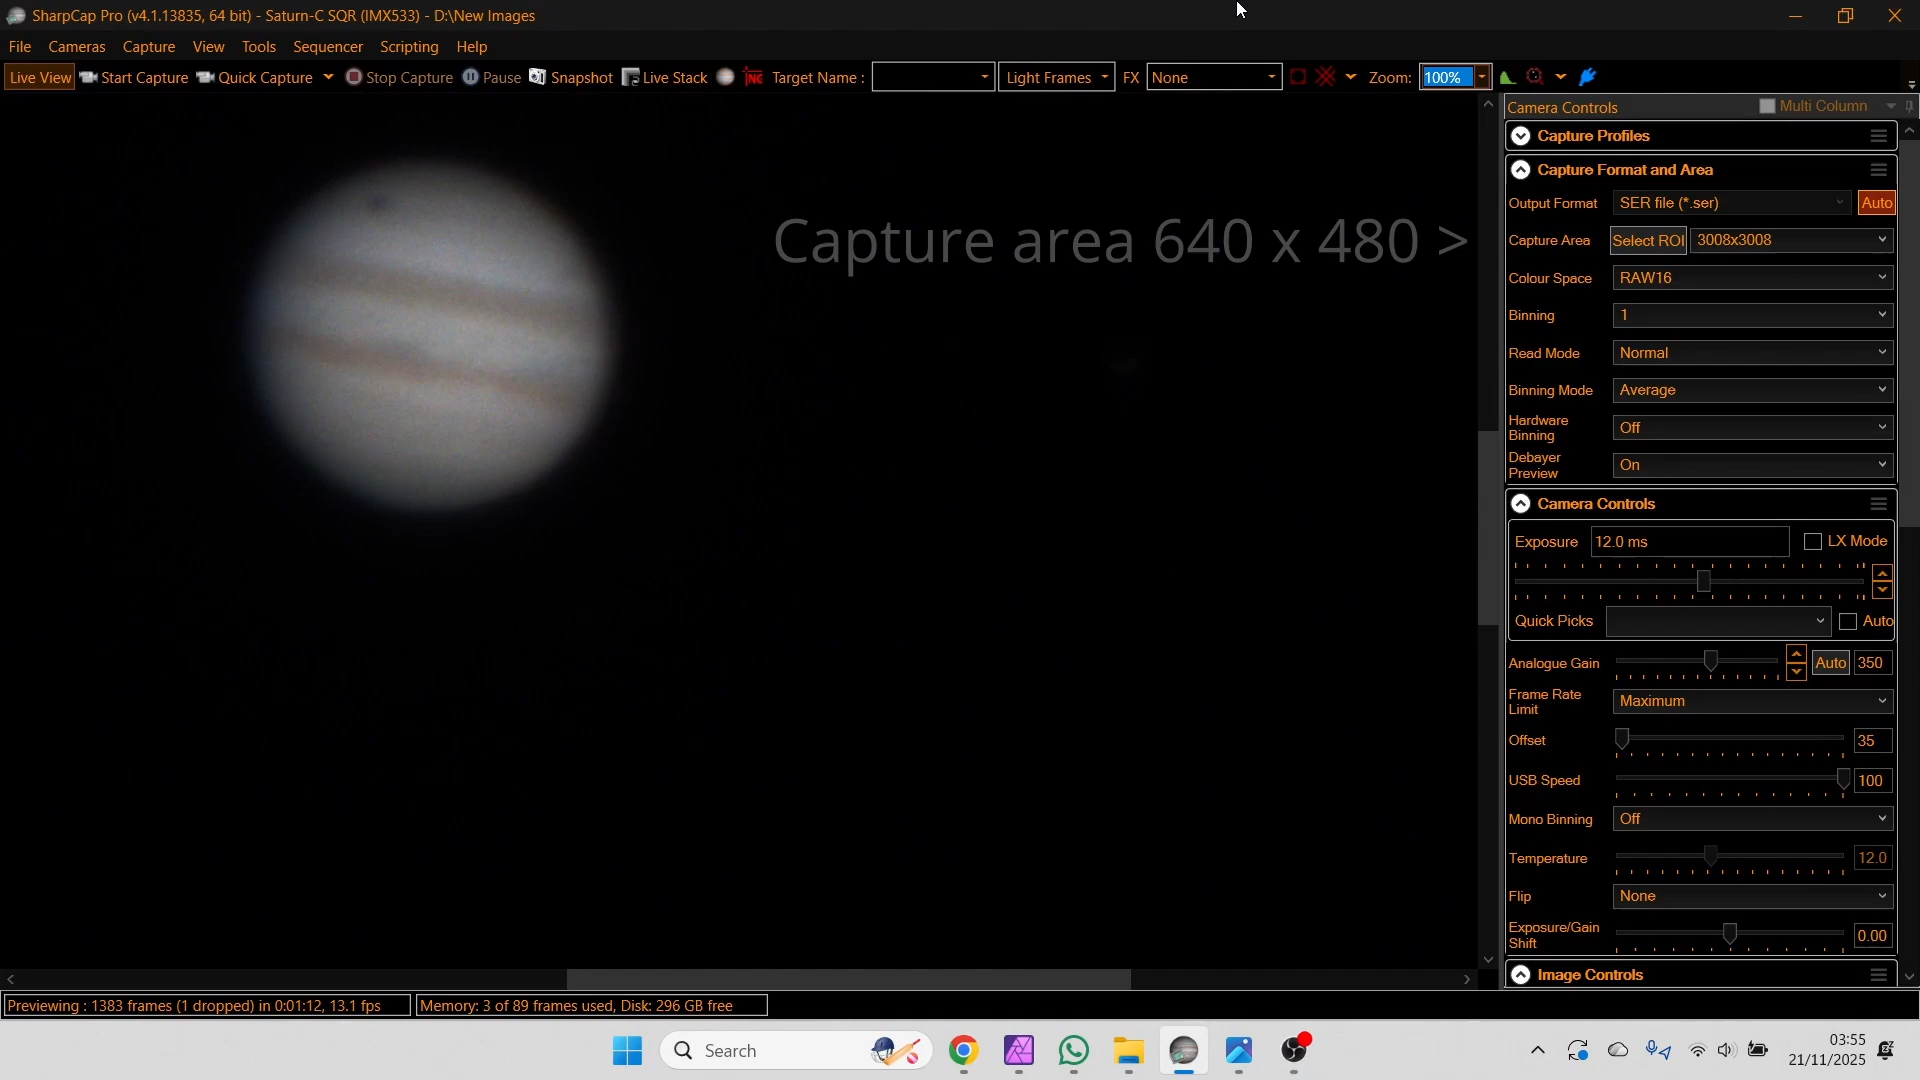 SharpCap Pro (v4.1.13835, 64 bit) - Saturn-C SQR (IMX533) - D:\New Images
File Cameras Capture View Tools Sequencer Scripting Help
Live View Start Capture Quick Capture Stop Capture Pause Snapshot Live Stack Target Name : Light Frames FX None Zoom: 100%
Capture area 640 x 480 >
Camera Controls Multi Column
Capture Profiles
Capture Format and Area
Output Format SER file (*.ser) Auto
Capture Area Select ROI 3008x3008
Colour Space RAW16
Binning 1
Read Mode Normal
Binning Mode Average
Hardware
Binning Off
Debayer
Preview On
Camera Controls
Exposure 12.0 ms LX Mode
Quick Picks Auto
Analogue Gain Auto 350
Frame Rate
Limit Maximum
Offset 35
USB Speed 100
Mono Binning Off
Temperature 12.0
Flip None
Exposure/Gain
Shift 0.00
Image Controls
Previewing : 1383 frames (1 dropped) in 0:01:12, 13.1 fps Memory: 3 of 89 frames used, Disk: 296 GB free
Search
03:55
21/11/2025